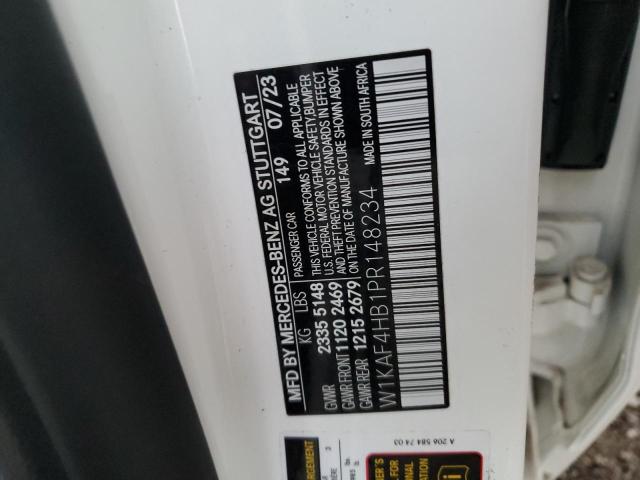 MFD BY MERCEDES-BENZ AG STUTTGART
149 07/23
KG LBS PASSENGER CAR
GVWR 2335 5148 THIS VEHICLE CONFORMS TO ALL APPLICABLE
U.S. FEDERAL MOTOR VEHICLE SAFETY, BUMPER
GAWR FRONT 1120 2469 AND THEFT PREVENTION STANDARDS IN EFFECT
GAWR REAR 1215 2679 ON THE DATE OF MANUFACTURE SHOWN ABOVE
W1KAF4HB1PR148234 MADE IN SOUTH AFRICA
A 206 584 74 03